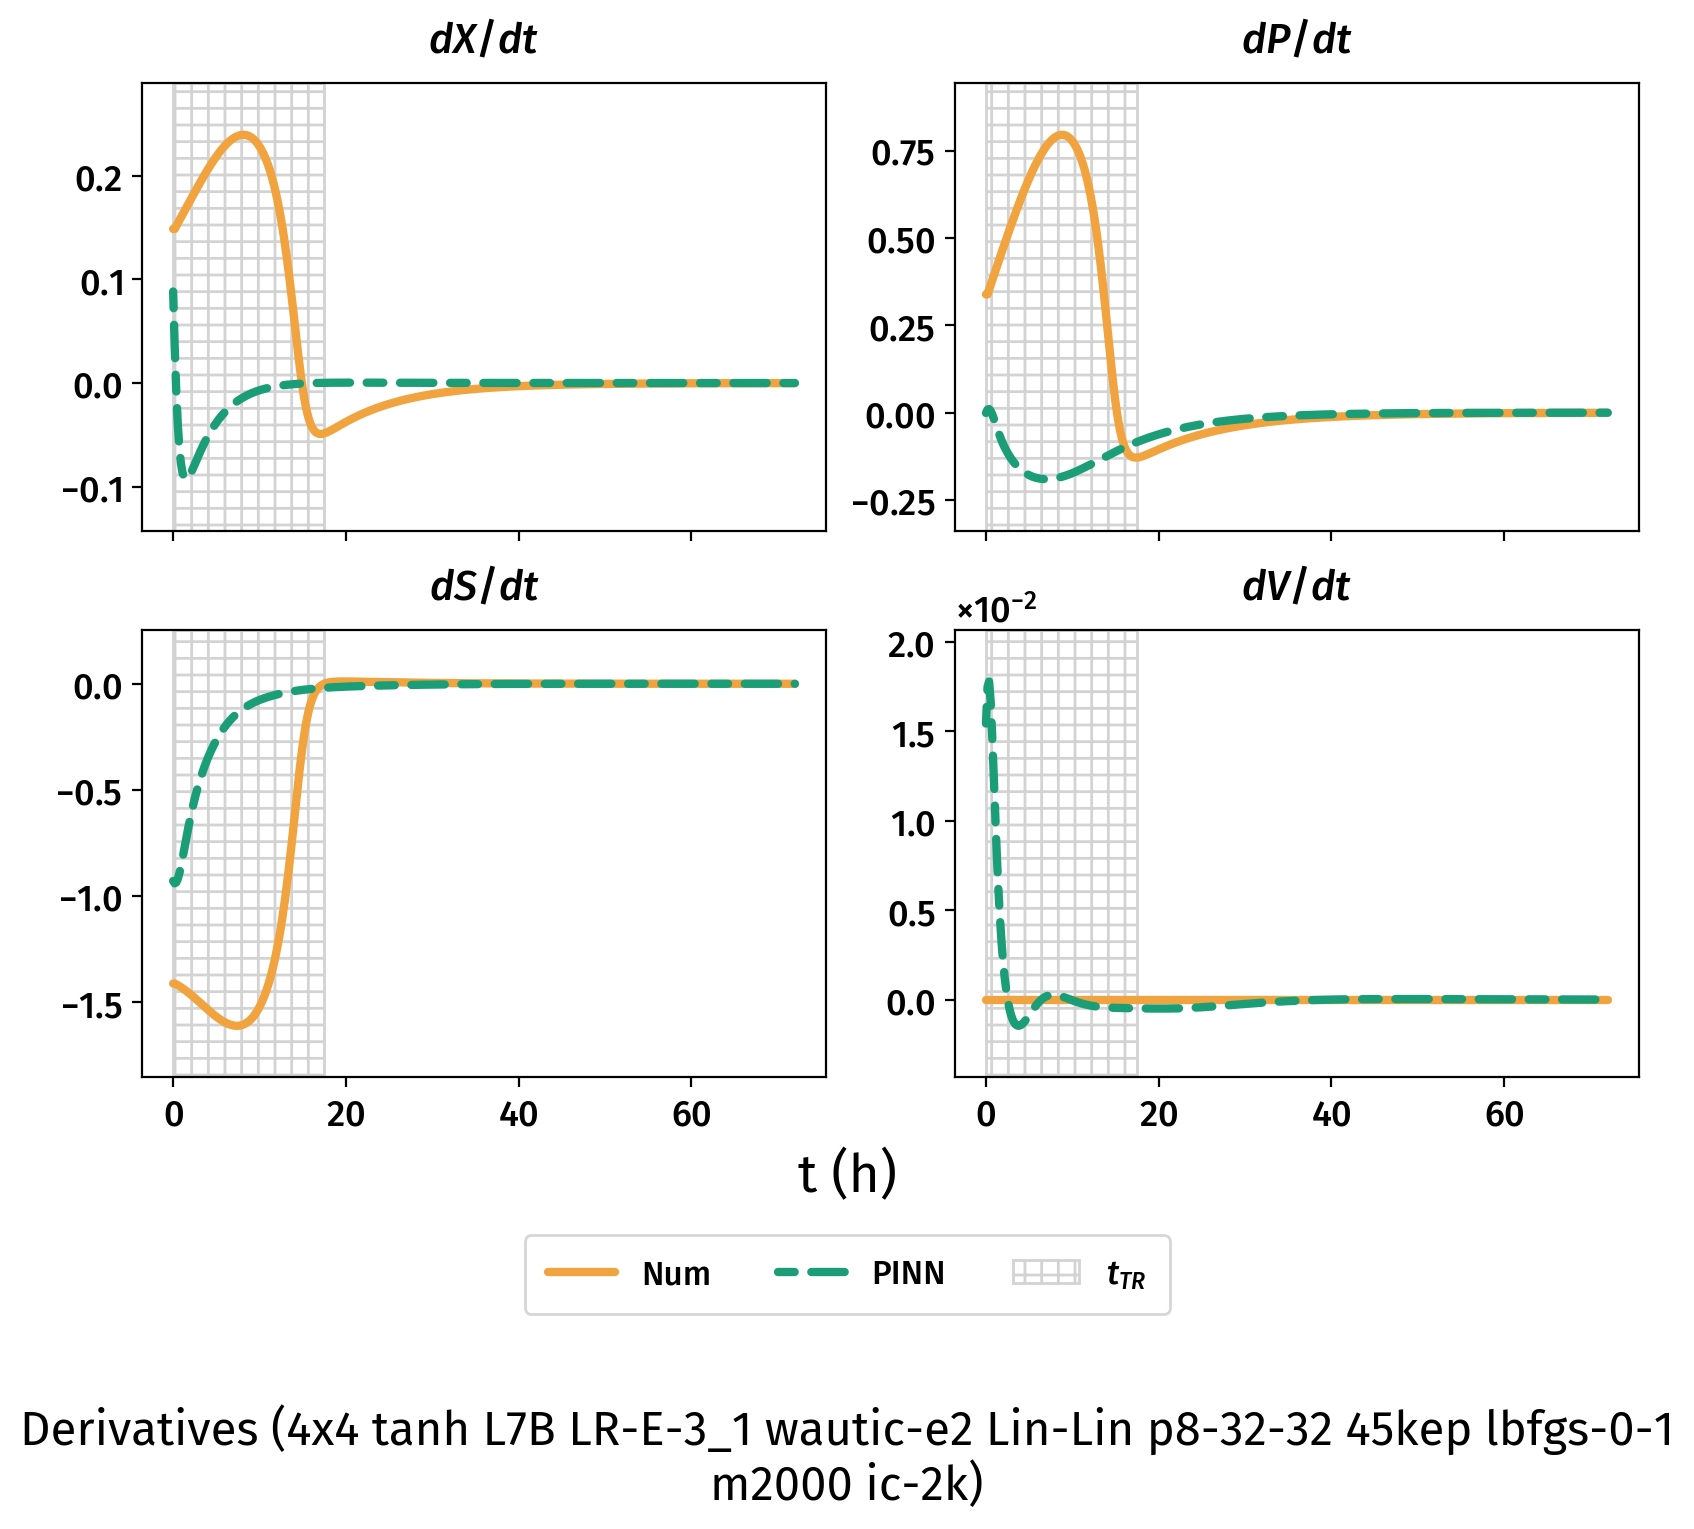 dX/dt
dP/dt
0.2
0.1
0.0
−0.1
0.75
0.50
0.25
0.00
−0.25
dS/dt
dV/dt
×10⁻²
0.0
−0.5
−1.0
−1.5
2.0
1.5
1.0
0.5
0.0
0 20 40 60
0 20 40 60
t (h)
Num PINN t_TR
Derivatives (4x4 tanh L7B LR-E-3_1 wautic-e2 Lin-Lin p8-32-32 45kep lbfgs-0-1
m2000 ic-2k)